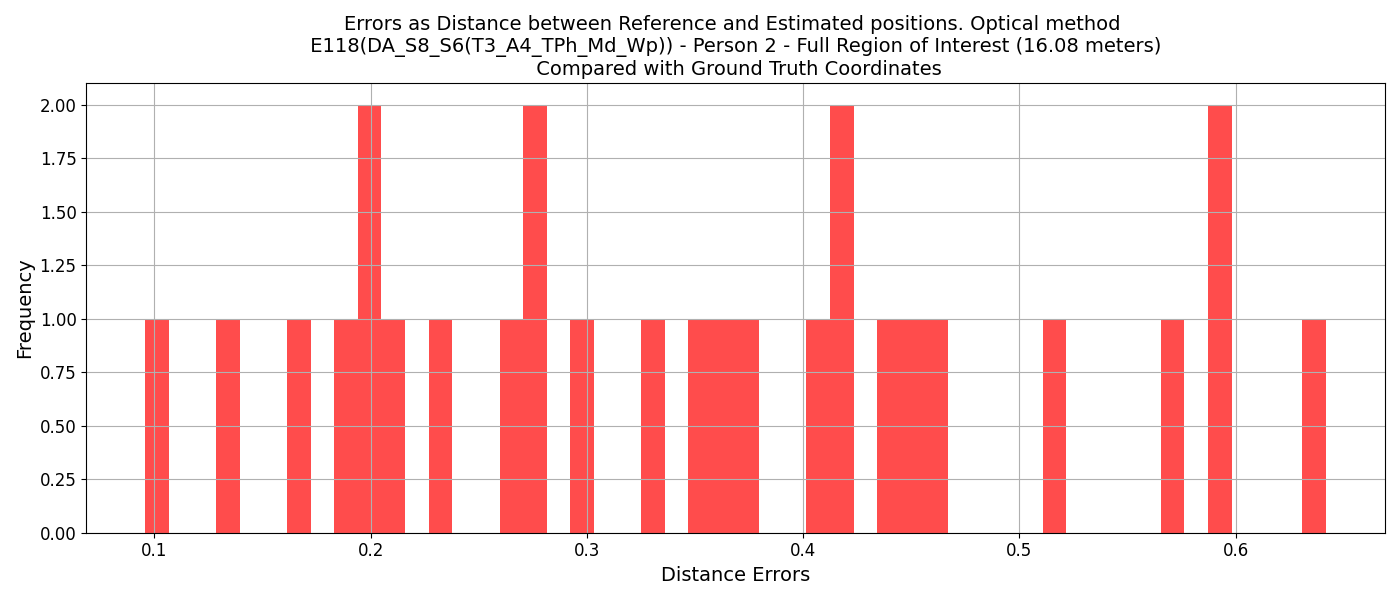 Errors as Distance between Reference and Estimated positions. Optical method
E118(DA_S8_S6(T3_A4_TPh_Md_Wp)) - Person 2 - Full Region of Interest (16.08 meters)
Compared with Ground Truth Coordinates
Frequency
2.00
1.75
1.50
1.25
1.00
0.75
0.50
0.25
0.00
0.1 0.2 0.3 0.4 0.5 0.6
Distance Errors